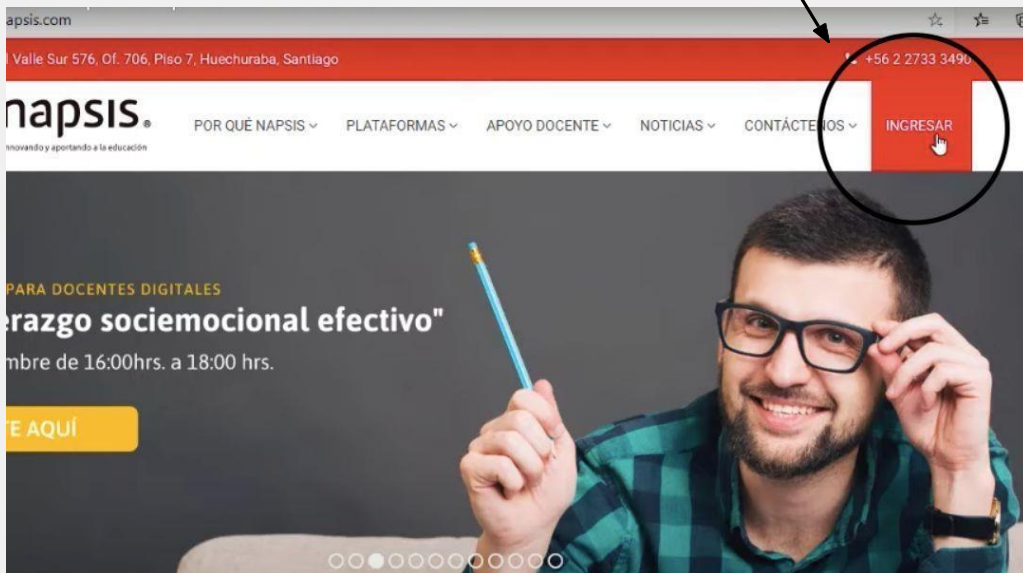 apsis.com
Valle Sur 576, Of. 706, Piso 7, Huechuraba, Santiago
+56 2 2733 3490
napsis.
innovando y aportando a la educación
POR QUÉ NAPSIS
PLATAFORMAS
APOYO DOCENTE
NOTICIAS
CONTÁCTENOS
INGRESAR
PARA DOCENTES DIGITALES
erazgo sociemocional efectivo"
mbre de 16:00hrs. a 18:00 hrs.
TE AQUÍ